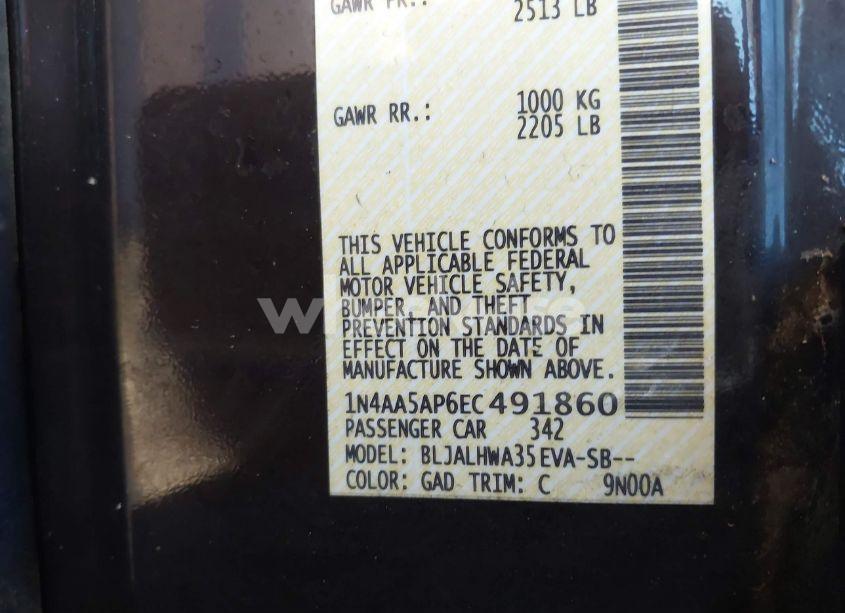 GAWR FR.:
2513 LB
GAWR RR.: 1000 KG
2205 LB
THIS VEHICLE CONFORMS TO
ALL APPLICABLE FEDERAL
MOTOR VEHICLE SAFETY,
BUMPER, AND THEFT
PREVENTION STANDARDS IN
EFFECT ON THE DATE OF
MANUFACTURE SHOWN ABOVE.
1N4AA5AP6EC491860
PASSENGER CAR 342
MODEL: BLJALHWA35EVA-SB--
COLOR: GAD TRIM: C 9N00A